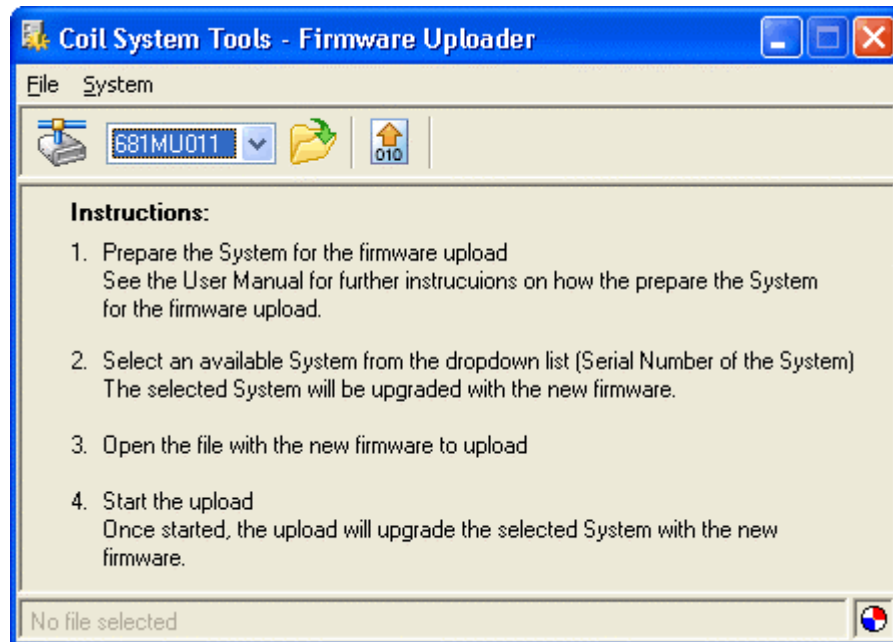 Coil System Tools - Firmware Uploader
File System
681MU011
010
Instructions:
1. Prepare the System for the firmware upload
See the User Manual for further instrucuions on how the prepare the System
for the firmware upload.
2. Select an available System from the dropdown list (Serial Number of the System)
The selected System will be upgraded with the new firmware.
3. Open the file with the new firmware to upload
4. Start the upload
Once started, the upload will upgrade the selected System with the new
firmware.
No file selected